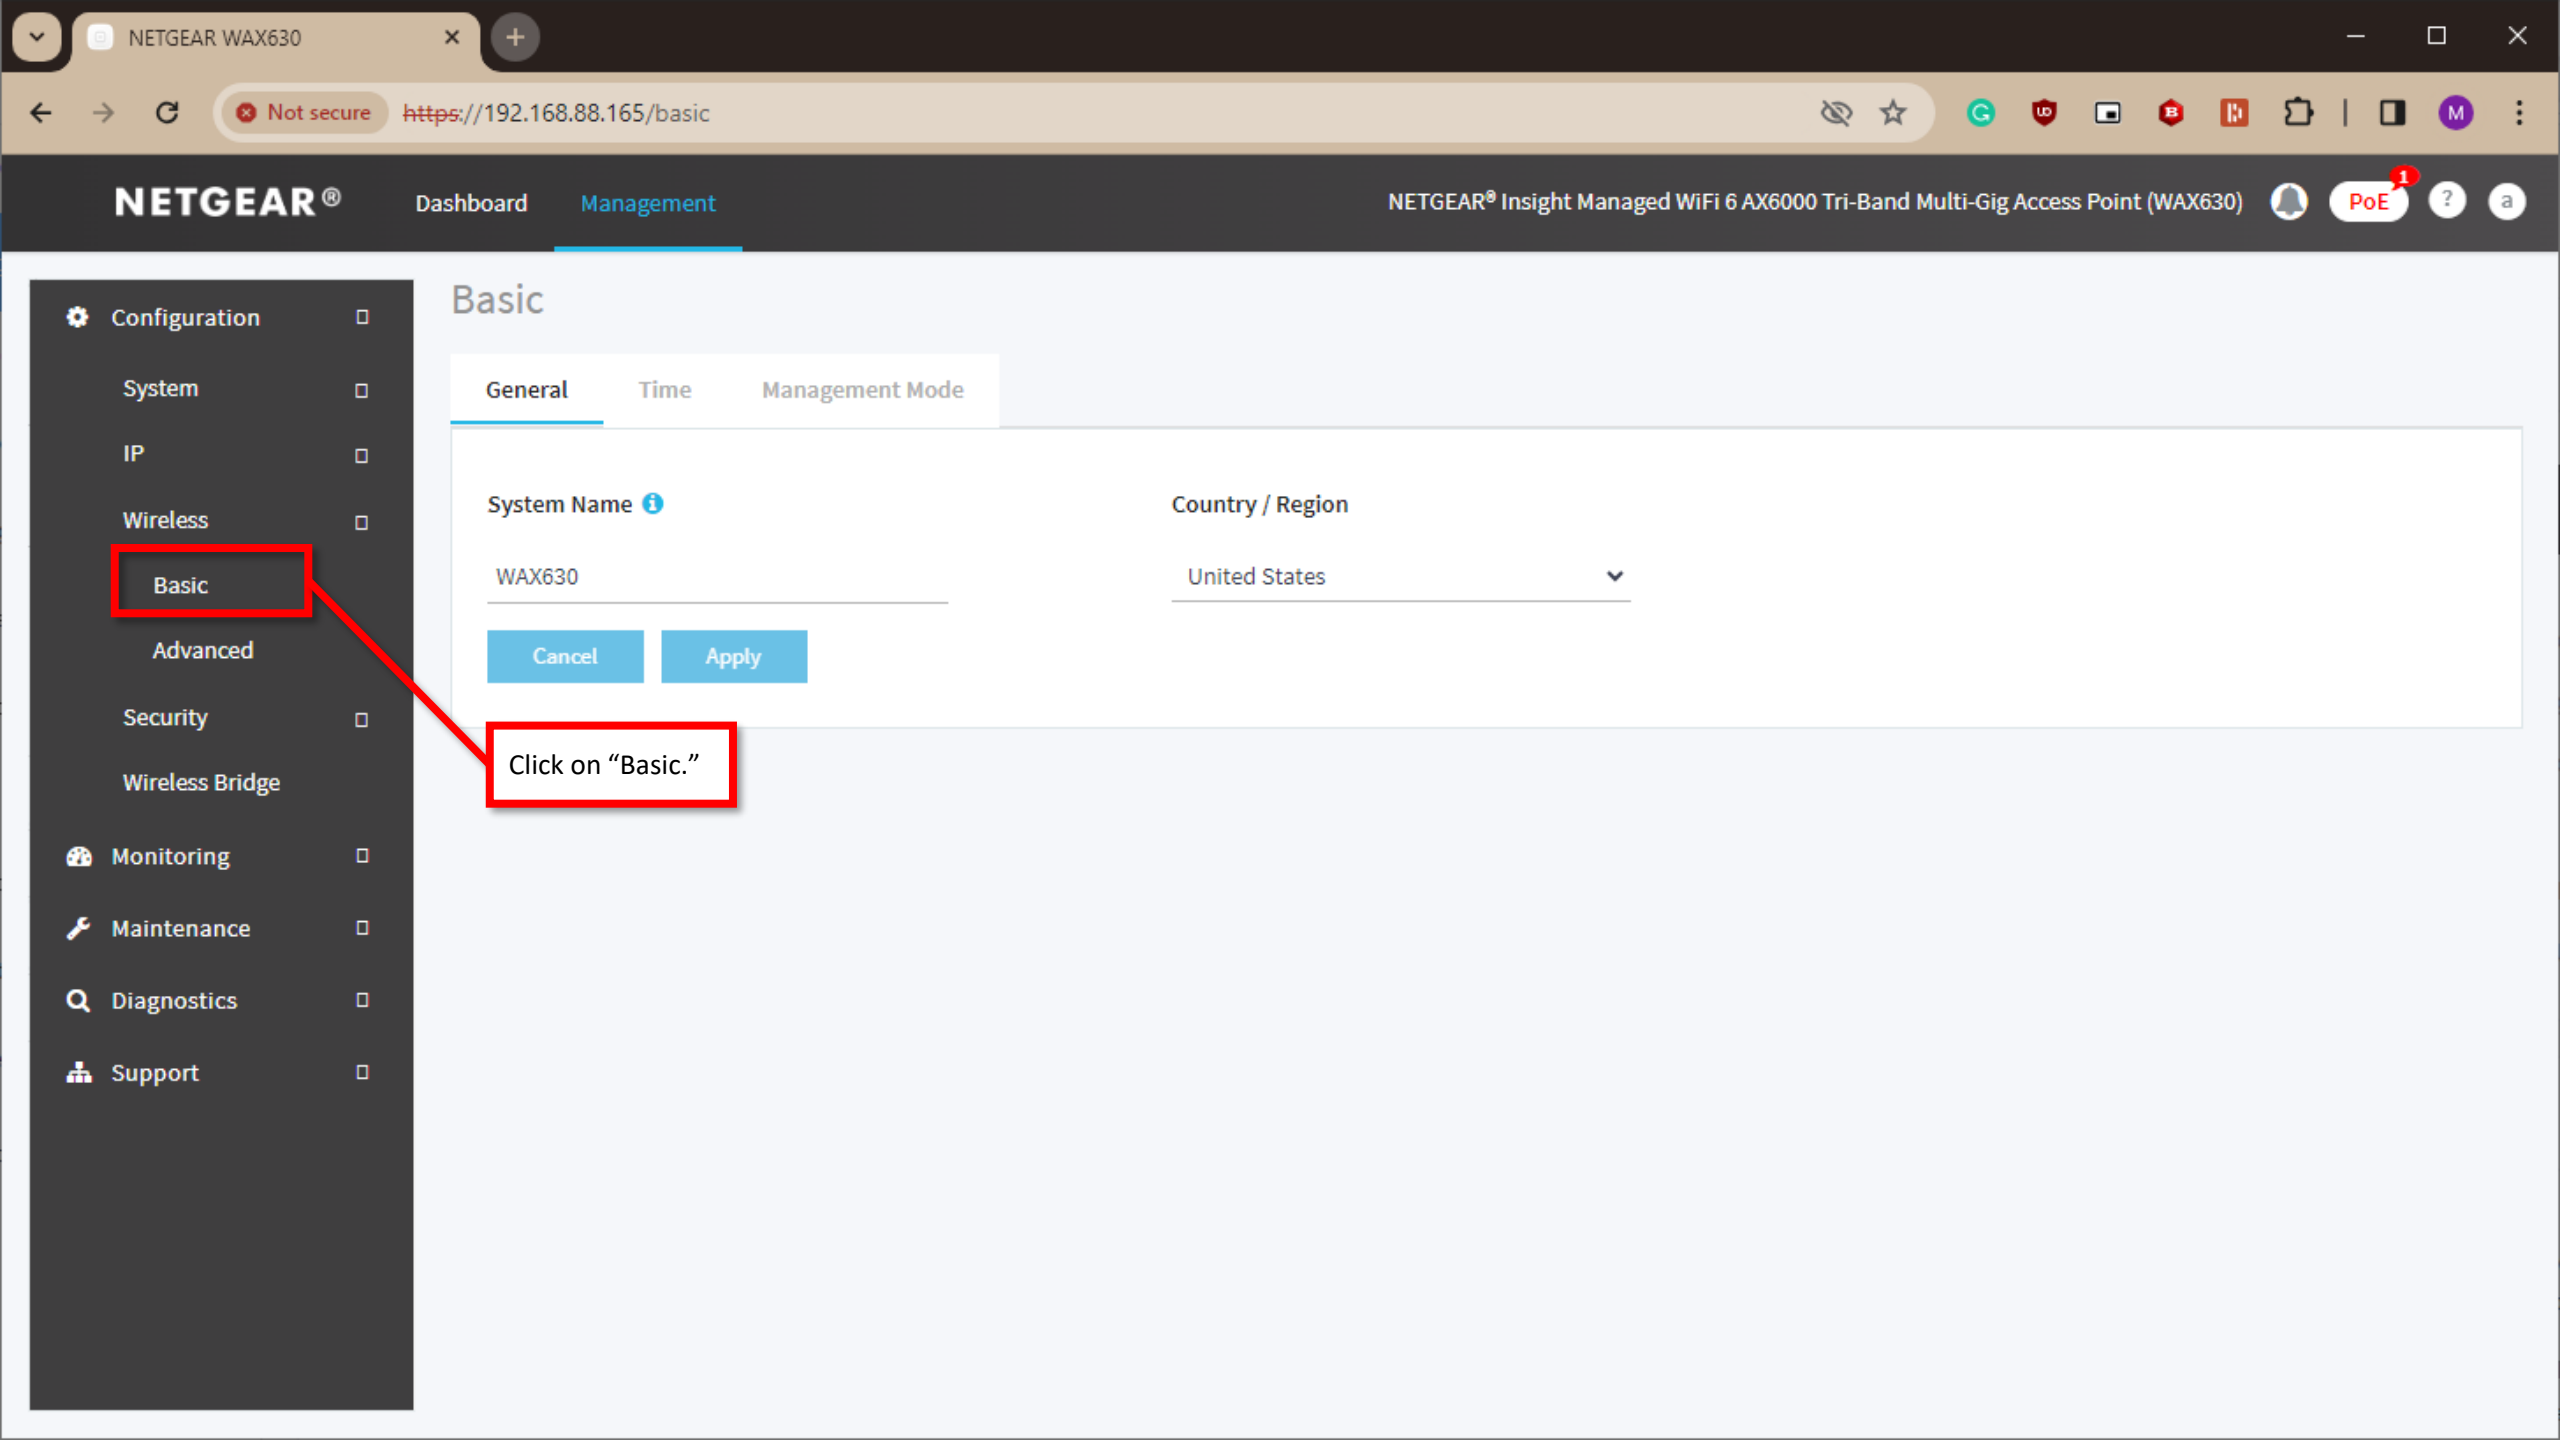 NETGEAR WAX630
Not secure https://192.168.88.165/basic
NETGEAR®
Dashboard
Management
NETGEAR® Insight Managed WiFi 6 AX6000 Tri-Band Multi-Gig Access Point (WAX630)
PoE
1
?
a
M
Configuration
System
IP
Wireless
Basic
Advanced
Security
Wireless Bridge
Monitoring
Maintenance
Diagnostics
Support
Basic
General
Time
Management Mode
System Name
WAX630
Country / Region
United States
Cancel
Apply
Click on “Basic.”